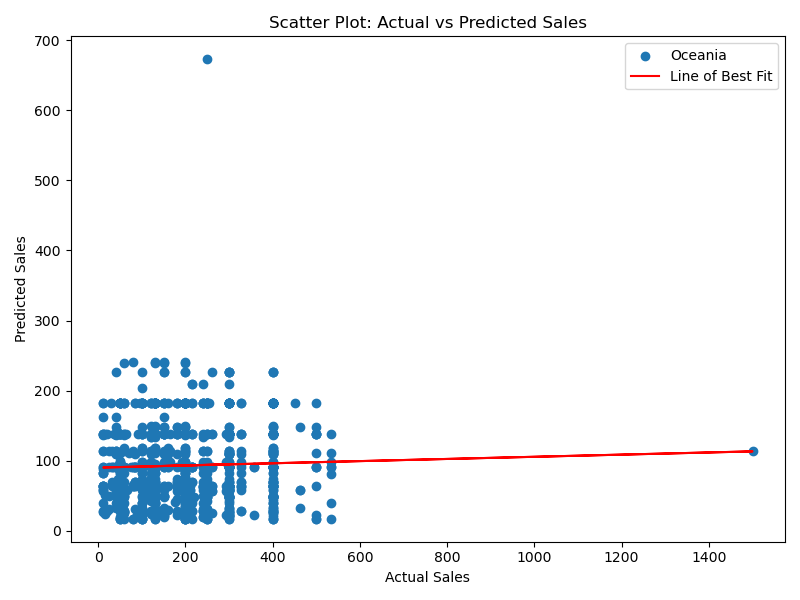 Scatter Plot: Actual vs Predicted Sales
Oceania
Line of Best Fit
Predicted Sales
700
600
500
400
300
200
100
0
0 200 400 600 800 1000 1200 1400
Actual Sales